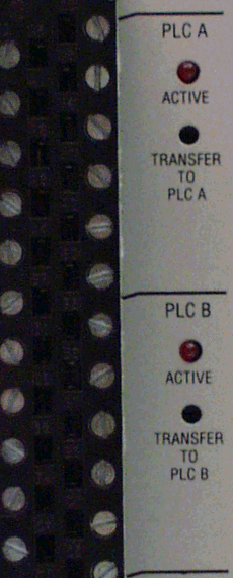 PLC A
ACTIVE
TRANSFER
TO
PLC A
PLC B
ACTIVE
TRANSFER
TO
PLC B